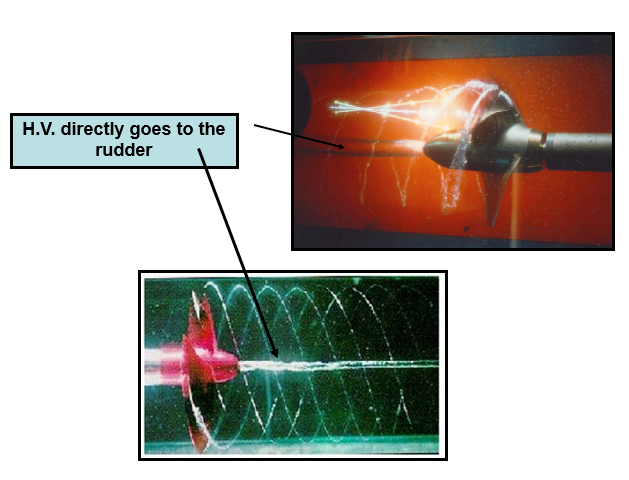 H.V. directly goes to the
rudder